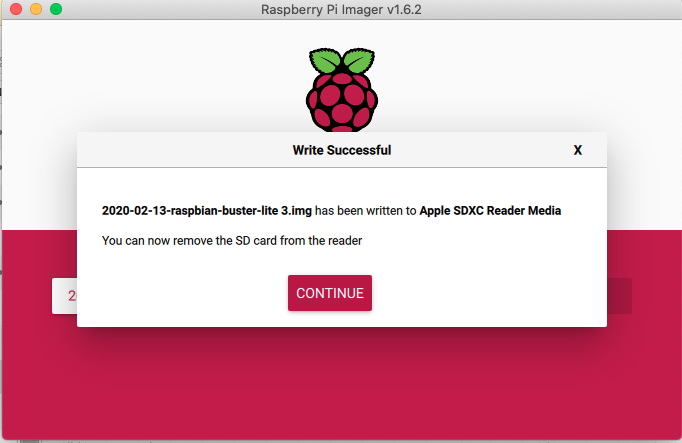 Raspberry Pi Imager v1.6.2
Write Successful
X
2020-02-13-raspbian-buster-lite 3.img has been written to Apple SDXC Reader Media
You can now remove the SD card from the reader
CONTINUE